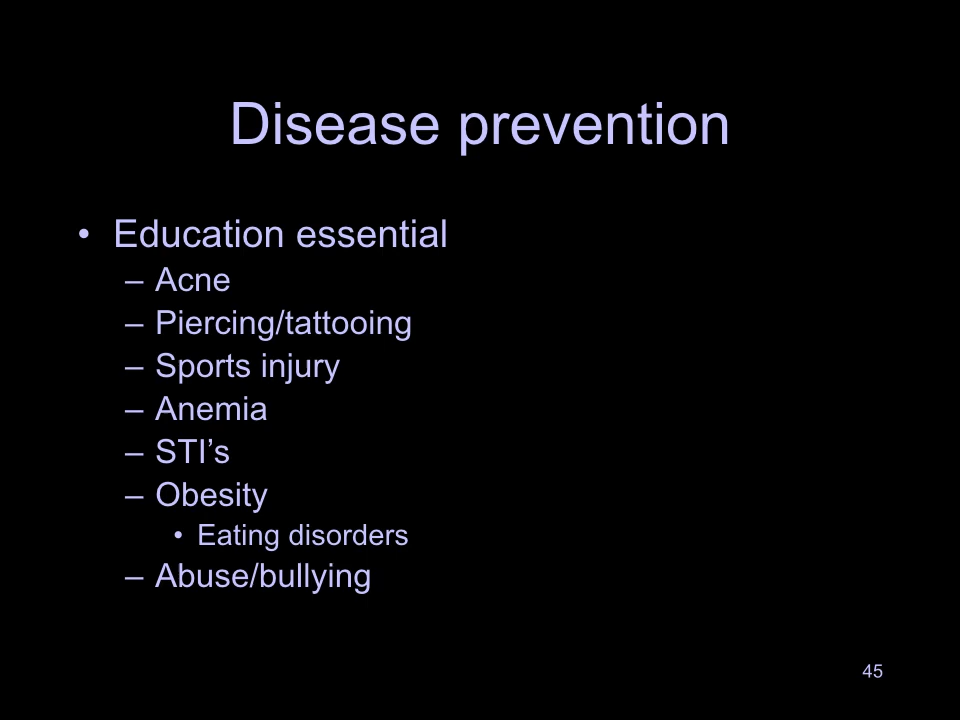 Disease prevention
• Education essential
– Acne
– Piercing/tattooing
– Sports injury
– Anemia
– STI’s
– Obesity
• Eating disorders
– Abuse/bullying
45